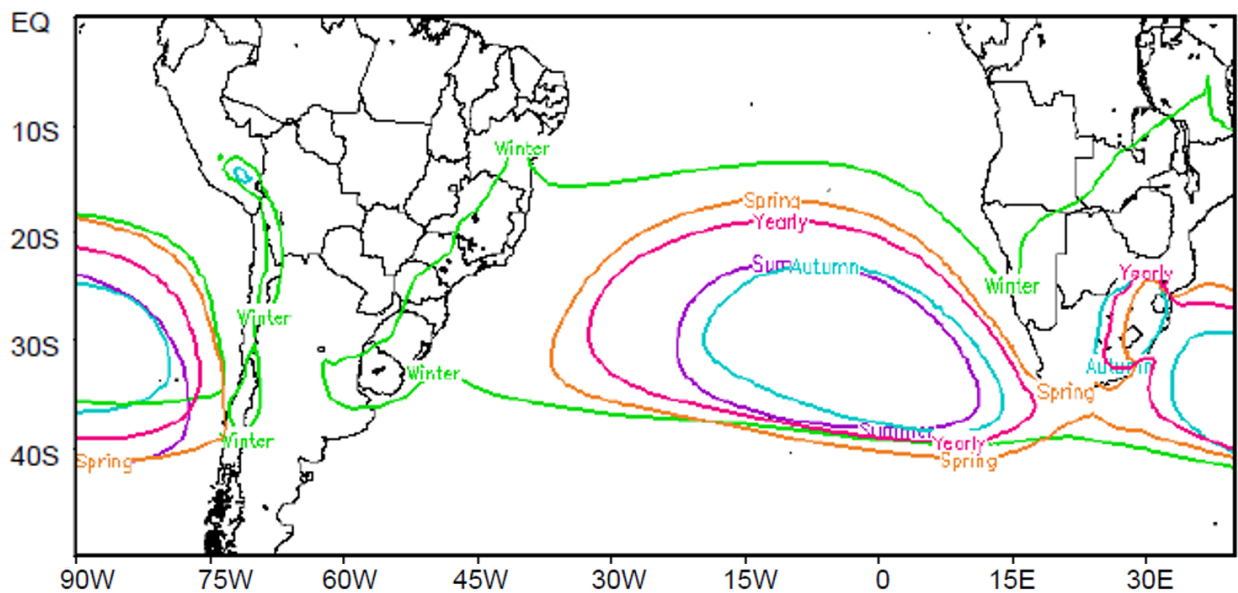 EQ
10S
Winter
Spring
20S
Yearly
Sum
Autumn
Yearly
Winter
Winter
30S
Autumn
Winter
Spring
Summer
Winter
Yearly
40S
Spring
Spring
90W 75W 60W 45W 30W 15W 0 15E 30E